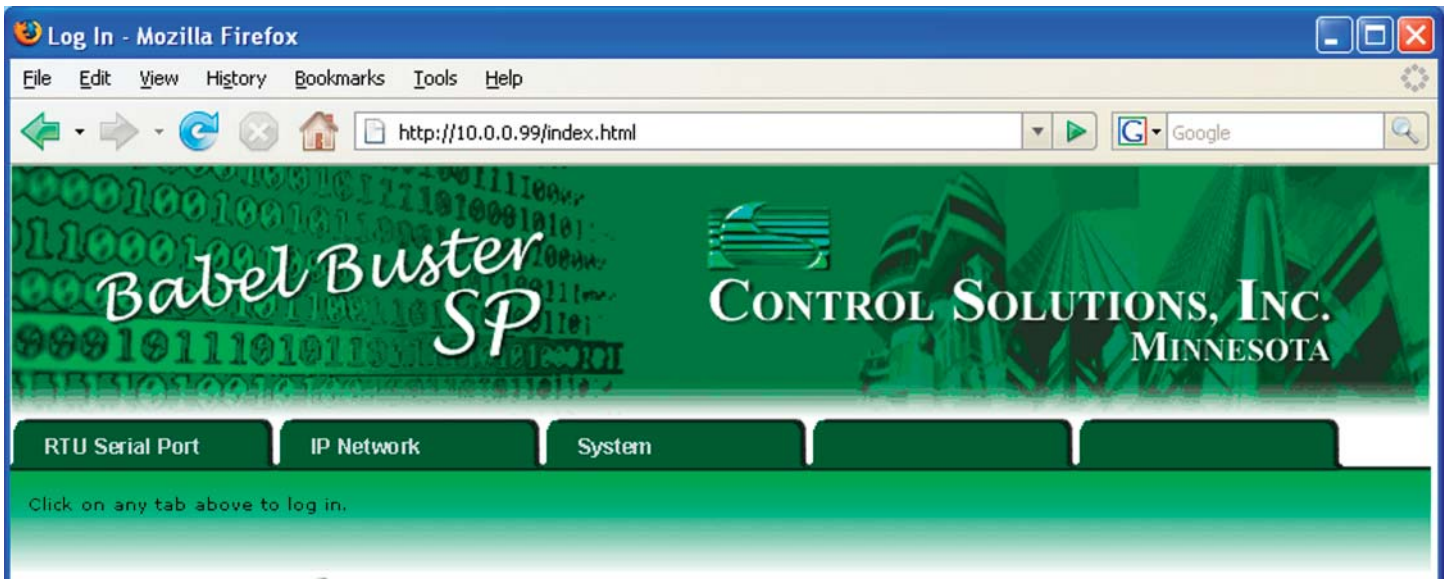 Log In - Mozilla Firefox
File Edit View History Bookmarks Tools Help
http://10.0.0.99/index.html
G Google
Babel Buster
SP
CONTROL SOLUTIONS, INC.
MINNESOTA
RTU Serial Port
IP Network
System
Click on any tab above to log in.